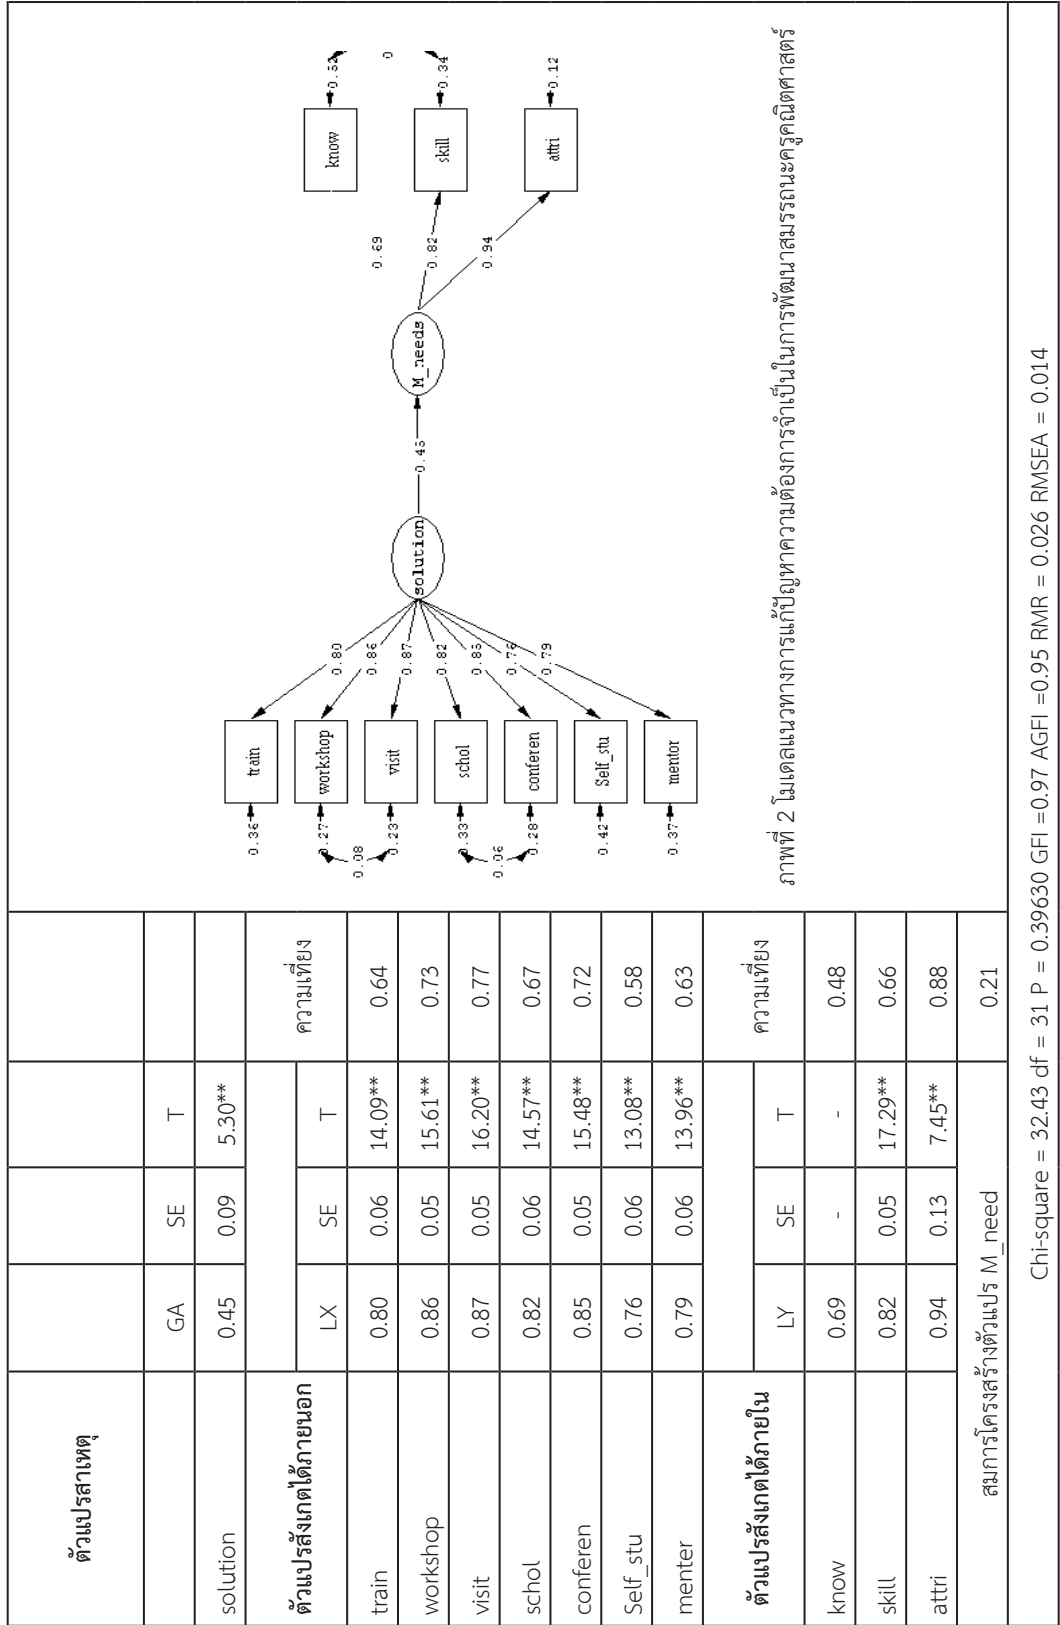 ตัวแปรสาเหตุ
GA SE T
solution 0.45 0.09 5.30**
ตัวแปรสังเกตได้ภายนอก ความเที่ยง
LX SE T
train 0.80 0.06 14.09** 0.64
workshop 0.86 0.05 15.61** 0.73
visit 0.87 0.05 16.20** 0.77
schol 0.82 0.06 14.57** 0.67
conferen 0.85 0.05 15.48** 0.72
Self_stu 0.76 0.06 13.08** 0.58
menter 0.79 0.06 13.96** 0.63
ตัวแปรสังเกตได้ภายใน ความเที่ยง
LY SE T
know 0.69 - - 0.48
skill 0.82 0.05 17.29** 0.66
attri 0.94 0.13 7.45** 0.88
สมการโครงสร้างตัวแปร M_need 0.21
0.36 train 0.80
0.27 workshop 0.86
0.08
0.23 visit 0.87
0.33 schol 0.82
0.06
0.28 conferen 0.85
0.42 Self_stu 0.76
0.37 mentor 0.79
solution 0.45 M_needs
0.69 know 0.52
0
0.82 skill 0.34
0.94 attri 0.12
ภาพที่ 2 โมเดลแนวทางการแก้ปัญหาความต้องการจำเป็นในการพัฒนาสมรรถนะครูคณิตศาสตร์
Chi-square = 32.43 df = 31 P = 0.39630 GFI =0.97 AGFI =0.95 RMR = 0.026 RMSEA = 0.014